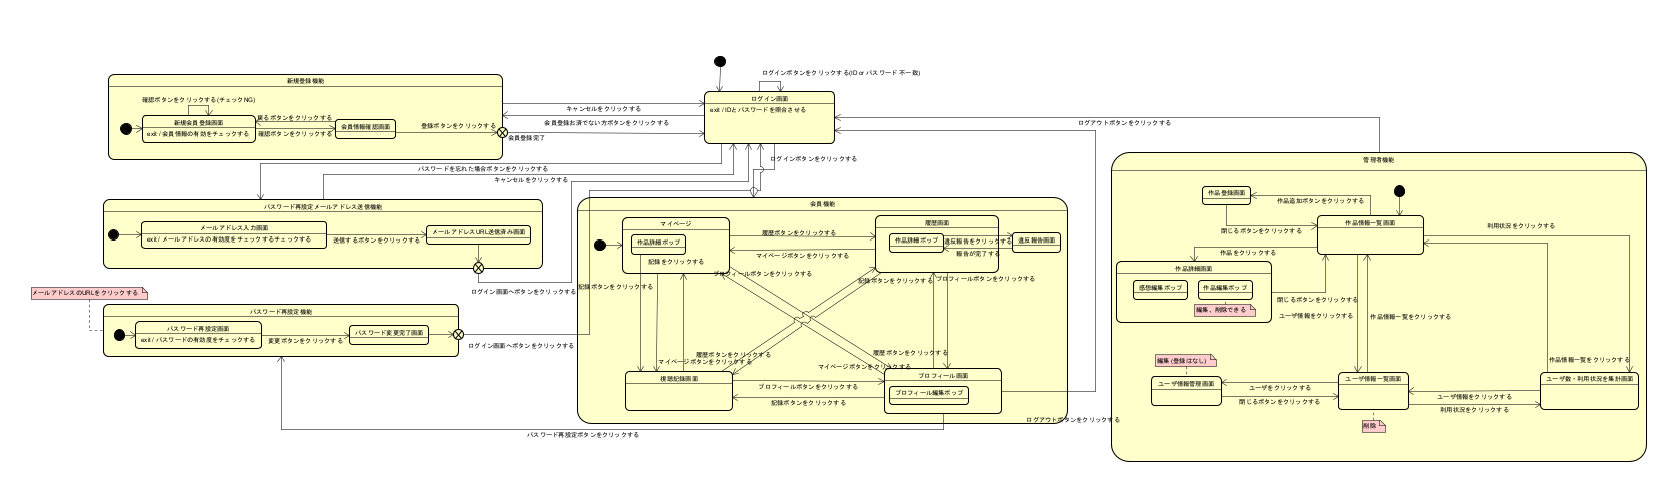 ログインボタンをクリックする(ID or パスワード 不一致)
新規登録機能
確認ボタンをクリックする(チェックNG)
新規会員登録画面
exit / 会員情報の有効をチェックする
戻るボタンをクリックする
確認ボタンをクリックする
会員情報確認画面
登録ボタンをクリックする
会員登録完了
キャンセルをクリックする
会員登録お済でない方ボタンをクリックする
ログイン画面
exit / IDとパスワードを照合させる
ログアウトボタンをクリックする
ログインボタンをクリックする
パスワードを忘れた場合ボタンをクリックする
キャンセルをクリックする
パスワード再設定メールアドレス送信機能
メールアドレス入力画面
exit / メールアドレスの有効度をチェックするチェックする
送信するボタンをクリックする
メールアドレスURL送信済み画面
ログイン画面へボタンをクリックする
メールアドレスのURLをクリックする
パスワード再設定機能
パスワード再設定画面
exit / パスワードの有効度をチェックする
変更ボタンをクリックする
パスワード変更完了画面
ログイン画面へボタンをクリックする
会員機能
マイページ
作品詳細ポップ
記録をクリックする
履歴ボタンをクリックする
マイページボタンをクリックする
履歴画面
作品詳細ポップ
違反報告をクリックする
報告が完了する
違反報告画面
プロフィールボタンをクリックする
記録ボタンをクリックする
プロフィールボタンをクリックする
記録ボタンをクリックする
履歴ボタンをクリックする
マイページボタンをクリックする
履歴ボタンをクリックする
マイページボタンをクリックする
視聴記録画面
プロフィールボタンをクリックする
記録ボタンをクリックする
プロフィール画面
プロフィール編集ポップ
ログアウトボタンをクリックする
パスワード再設定ボタンをクリックする
管理者機能
作品登録画面
作品追加ボタンをクリックする
閉じるボタンをクリックする
作品情報一覧画面
利用状況をクリックする
作品をクリックする
作品詳細画面
感想編集ポップ
作品編集ポップ
編集、削除できる
閉じるボタンをクリックする
ユーザ情報をクリックする
作品情報一覧をクリックする
作品情報一覧をクリックする
編集(登録はなし)
ユーザ情報管理画面
ユーザをクリックする
閉じるボタンをクリックする
ユーザ情報一覧画面
削除
ユーザ情報をクリックする
利用状況をクリックする
ユーザ数・利用状況を集計画面